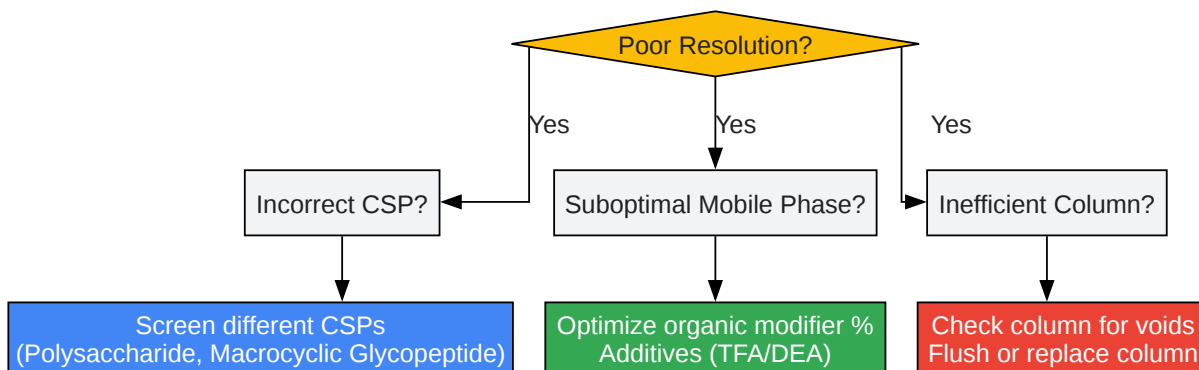 Poor Resolution?
Yes
Yes
Yes
Incorrect CSP?
Suboptimal Mobile Phase?
Inefficient Column?
Screen different CSPs
(Polysaccharide, Macrocyclic Glycopeptide)
Optimize organic modifier %
Additives (TFA/DEA)
Check column for voids
Flush or replace column